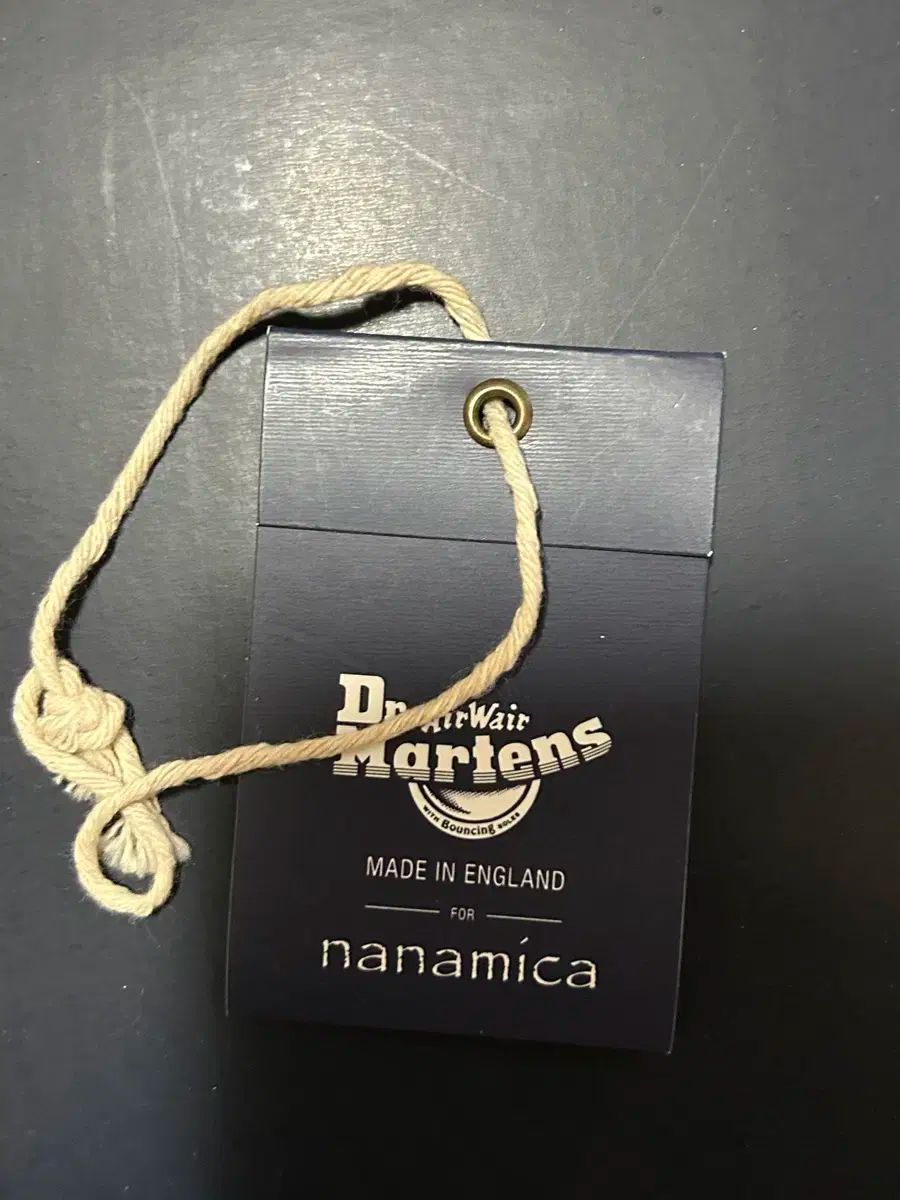 Dr. AirWair
Martens
WITH Bouncing SOLES
MADE IN ENGLAND
FOR
nanamica